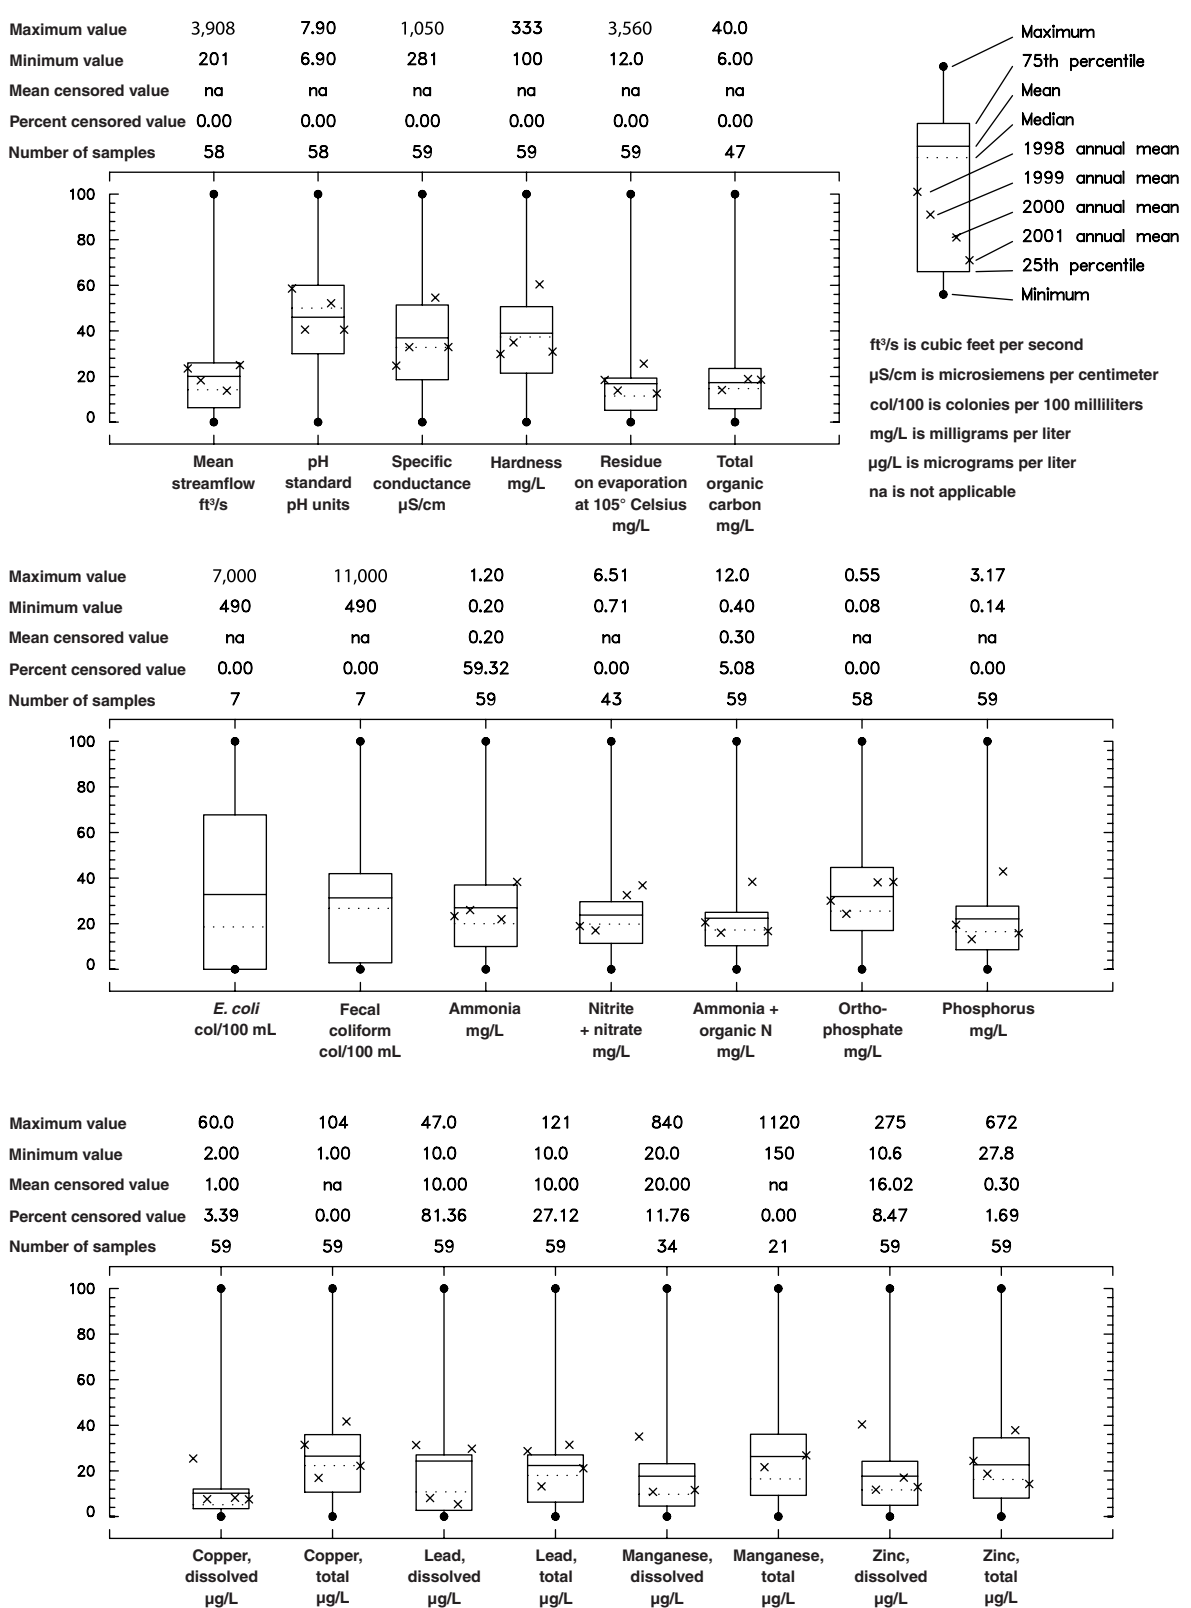 Maximum value 3,908 7.90 1,050 333 3,560 40.0
Minimum value 201 6.90 281 100 12.0 6.00
Mean censored value na na na na na na
Percent censored value 0.00 0.00 0.00 0.00 0.00 0.00
Number of samples 58 58 59 59 59 47
100
80
60
40
20
0
Mean pH Specific Hardness Residue Total
streamflow standard conductance mg/L on evaporation organic
ft³/s pH units µS/cm at 105° Celsius carbon
mg/L mg/L
Maximum
75th percentile
Mean
Median
1998 annual mean
1999 annual mean
2000 annual mean
2001 annual mean
25th percentile
Minimum
ft³/s is cubic feet per second
µS/cm is microsiemens per centimeter
col/100 is colonies per 100 milliliters
mg/L is milligrams per liter
µg/L is micrograms per liter
na is not applicable
Maximum value 7,000 11,000 1.20 6.51 12.0 0.55 3.17
Minimum value 490 490 0.20 0.71 0.40 0.08 0.14
Mean censored value na na 0.20 na 0.30 na na
Percent censored value 0.00 0.00 59.32 0.00 5.08 0.00 0.00
Number of samples 7 7 59 43 59 58 59
100
80
60
40
20
0
E. coli Fecal Ammonia Nitrite Ammonia + Ortho- Phosphorus
col/100 mL coliform mg/L + nitrate organic N phosphate mg/L
col/100 mL mg/L mg/L mg/L
Maximum value 60.0 104 47.0 121 840 1120 275 672
Minimum value 2.00 1.00 10.0 10.0 20.0 150 10.6 27.8
Mean censored value 1.00 na 10.00 10.00 20.00 na 16.02 0.30
Percent censored value 3.39 0.00 81.36 27.12 11.76 0.00 8.47 1.69
Number of samples 59 59 59 59 34 21 59 59
100
80
60
40
20
0
Copper, Copper, Lead, Lead, Manganese, Manganese, Zinc, Zinc,
dissolved total dissolved total dissolved total dissolved total
µg/L µg/L µg/L µg/L µg/L µg/L µg/L µg/L